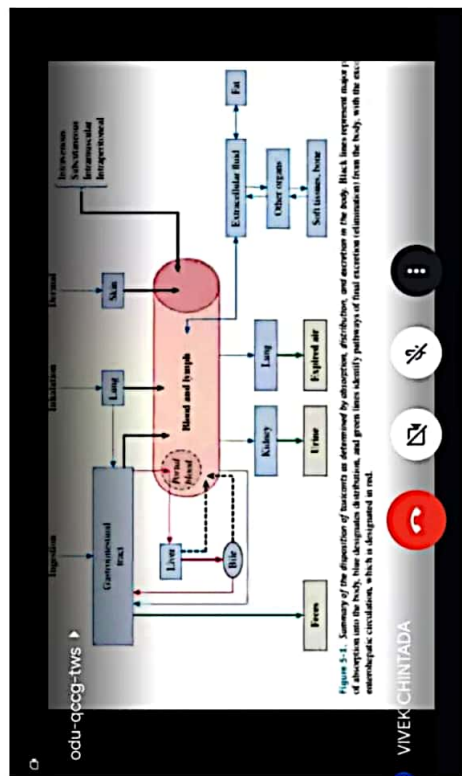 Ingestion
Inhalation
Dermal
Intravenous
Subcutaneous
Intramuscular
Intraperitoneal
Gastrointestinal
tract
Lung
Skin
Portal
blood
Blood and lymph
Liver
Bile
Fat
Extracellular fluid
Other organs
Soft tissues, bone
Kidney
Lung
Feces
Urine
Expired air
Figure 5-1. Summary of the disposition of toxicants as determined by absorption, distribution, and excretion in the body. Black lines represent major
of absorption into the body, blue designates distribution, and green lines identify pathways of final excretion (elimination) from the body, with the
enterohepatic circulation, which is designated in red.
odu-qccg-tws
VIVEK CHINTADA